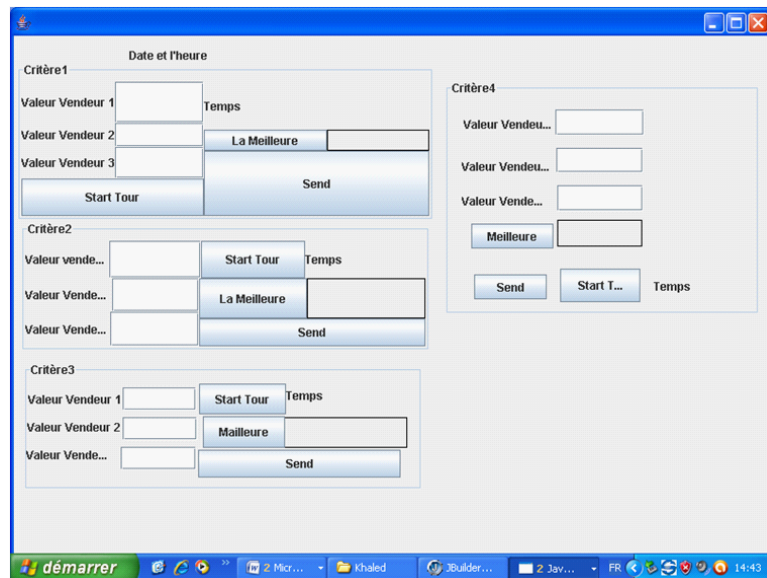 Date et l'heure
Critère1
Valeur Vendeur 1
Temps
Valeur Vendeur 2
La Meilleure
Valeur Vendeur 3
Send
Start Tour
Critère2
Valeur vende...
Start Tour
Temps
Valeur Vende...
La Meilleure
Valeur Vende...
Send
Critère3
Valeur Vendeur 1
Start Tour
Temps
Valeur Vendeur 2
Mailleure
Valeur Vende...
Send
Critère4
Valeur Vendeu...
Valeur Vendeu...
Valeur Vende...
Meilleure
Send
Start T...
Temps
démarrer
2 Micr...
Khaled
JBuilder...
2 Jav...
FR
14:43